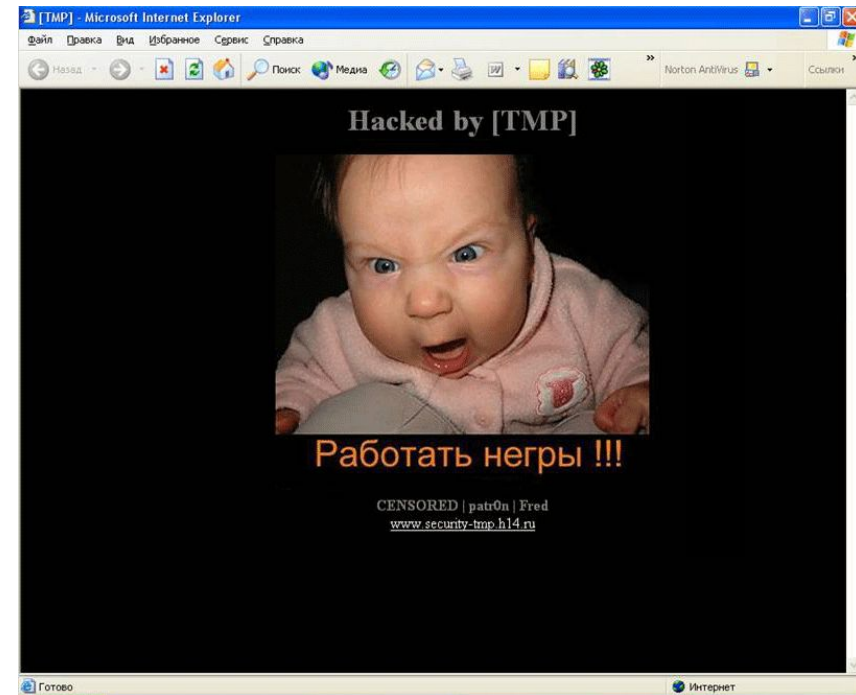 [TMP] - Microsoft Internet Explorer
Файл Правка Вид Избранное Сервис Справка
Назад Поиск Медиа Norton AntiVirus Ссылки »
Hacked by [TMP]
Работать негры !!!
CENSORED | patr0n | Fred
www.security-tmp.h14.ru
Готово Интернет